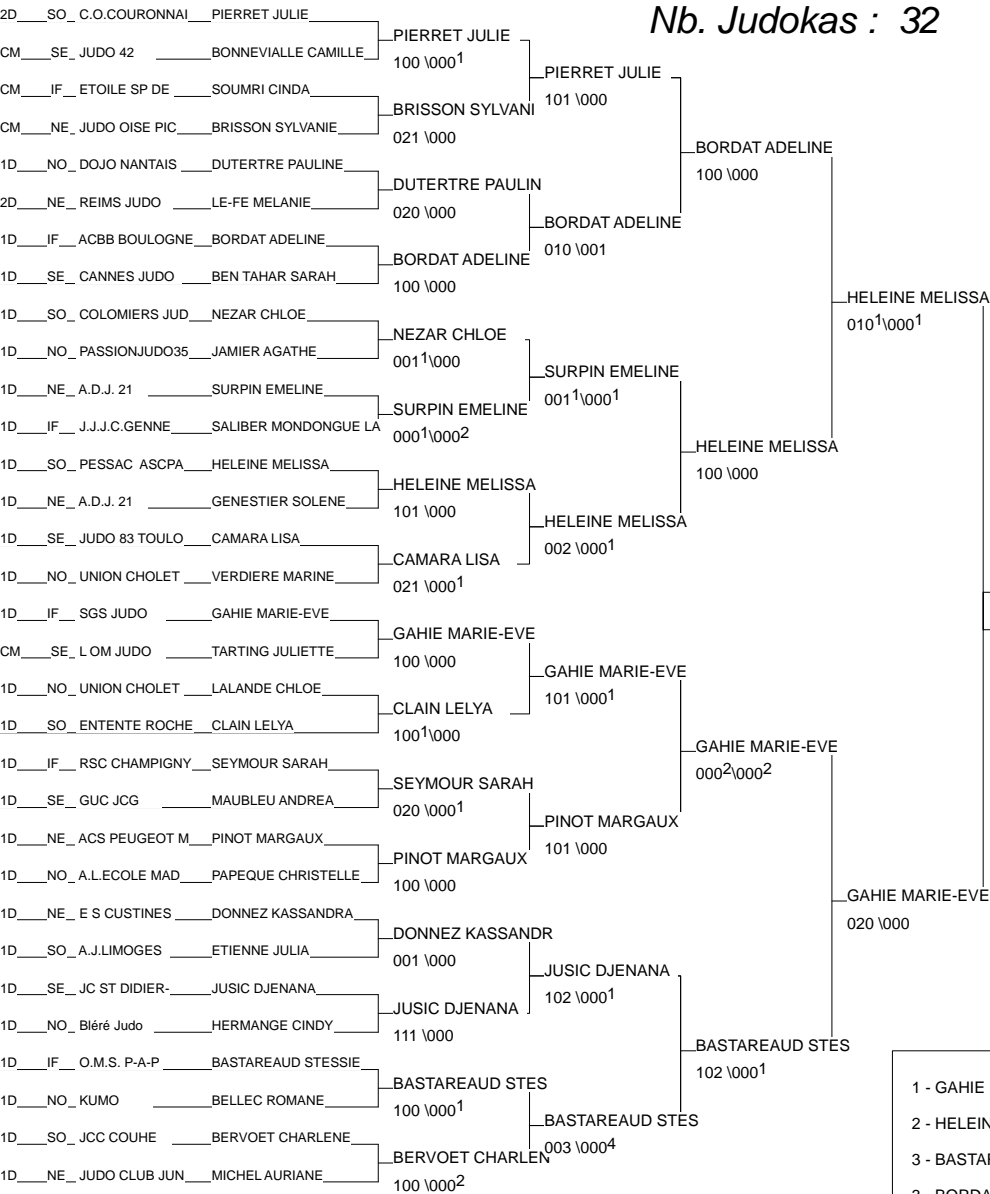 Nb. Judokas : 32
2D SO C.O.COURONNAI PIERRET JULIE
CM SE JUDO 42 BONNEVIALLE CAMILLE
CM IF ETOILE SP DE SOUMRI CINDA
CM NE JUDO OISE PIC BRISSON SYLVANIE
1D NO DOJO NANTAIS DUTERTRE PAULINE
2D NE REIMS JUDO LE-FE MELANIE
1D IF ACBB BOULOGNE BORDAT ADELINE
1D SE CANNES JUDO BEN TAHAR SARAH
1D SO COLOMIERS JUD NEZAR CHLOE
1D NO PASSIONJUDO35 JAMIER AGATHE
1D NE A.D.J. 21 SURPIN EMELINE
1D IF J.J.J.C.GENNE SALIBER MONDONGUE LA
1D SO PESSAC ASCPA HELEINE MELISSA
1D NE A.D.J. 21 GENESTIER SOLENE
1D SE JUDO 83 TOULO CAMARA LISA
1D NO UNION CHOLET VERDIERE MARINE
1D IF SGS JUDO GAHIE MARIE-EVE
CM SE L OM JUDO TARTING JULIETTE
1D NO UNION CHOLET LALANDE CHLOE
1D SO ENTENTE ROCHE CLAIN LELYA
1D IF RSC CHAMPIGNY SEYMOUR SARAH
1D SE GUC JCG MAUBLEU ANDREA
1D NE ACS PEUGEOT M PINOT MARGAUX
1D NO A.L.ECOLE MAD PAPEQUE CHRISTELLE
1D NE E S CUSTINES DONNEZ KASSANDRA
1D SO A.J.LIMOGES ETIENNE JULIA
1D SE JC ST DIDIER- JUSIC DJENANA
1D NO Bléré Judo HERMANGE CINDY
1D IF O.M.S. P-A-P BASTAREAUD STESSIE
1D NO KUMO BELLEC ROMANE
1D SO JCC COUHE BERVOET CHARLENE
1D NE JUDO CLUB JUN MICHEL AURIANE
PIERRET JULIE
100 \000¹
BRISSON SYLVANI
021 \000
DUTERTRE PAULIN
020 \000
BORDAT ADELINE
100 \000
NEZAR CHLOE
001¹\000
SURPIN EMELINE
000¹\000²
HELEINE MELISSA
101 \000
CAMARA LISA
021 \000¹
GAHIE MARIE-EVE
100 \000
CLAIN LELYA
100¹\000
SEYMOUR SARAH
020 \000¹
PINOT MARGAUX
100 \000
DONNEZ KASSANDR
001 \000
JUSIC DJENANA
111 \000
BASTAREAUD STES
100 \000¹
BERVOET CHARLEN
100 \000²
PIERRET JULIE
101 \000
BORDAT ADELINE
010 \001
SURPIN EMELINE
001¹\000¹
HELEINE MELISSA
002 \000¹
GAHIE MARIE-EVE
101 \000¹
PINOT MARGAUX
101 \000
JUSIC DJENANA
102 \000¹
BASTAREAUD STES
003 \000⁴
BORDAT ADELINE
100 \000
HELEINE MELISSA
100 \000
GAHIE MARIE-EVE
000²\000²
BASTAREAUD STES
102 \000¹
HELEINE MELISSA
010¹\000¹
GAHIE MARIE-EVE
020 \000
1 - GAHIE
2 - HELEIN
3 - BASTAR
3 - BORDA